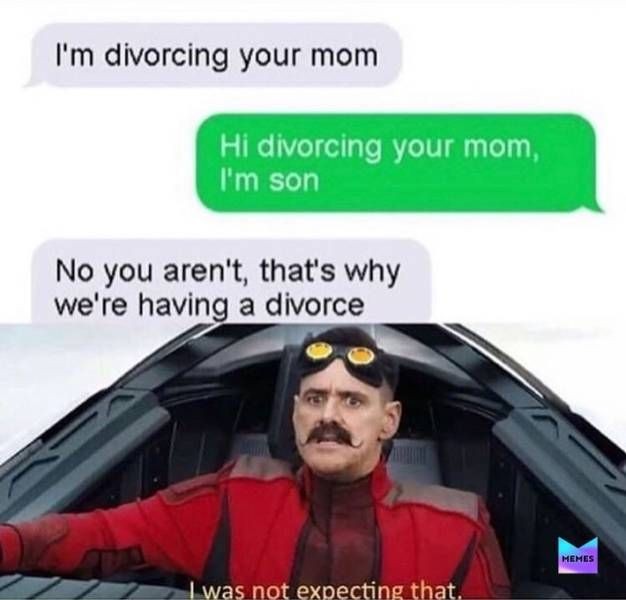 I'm divorcing your mom
Hi divorcing your mom,
I'm son
No you aren't, that's why
we're having a divorce
I was not expecting that.
MEMES